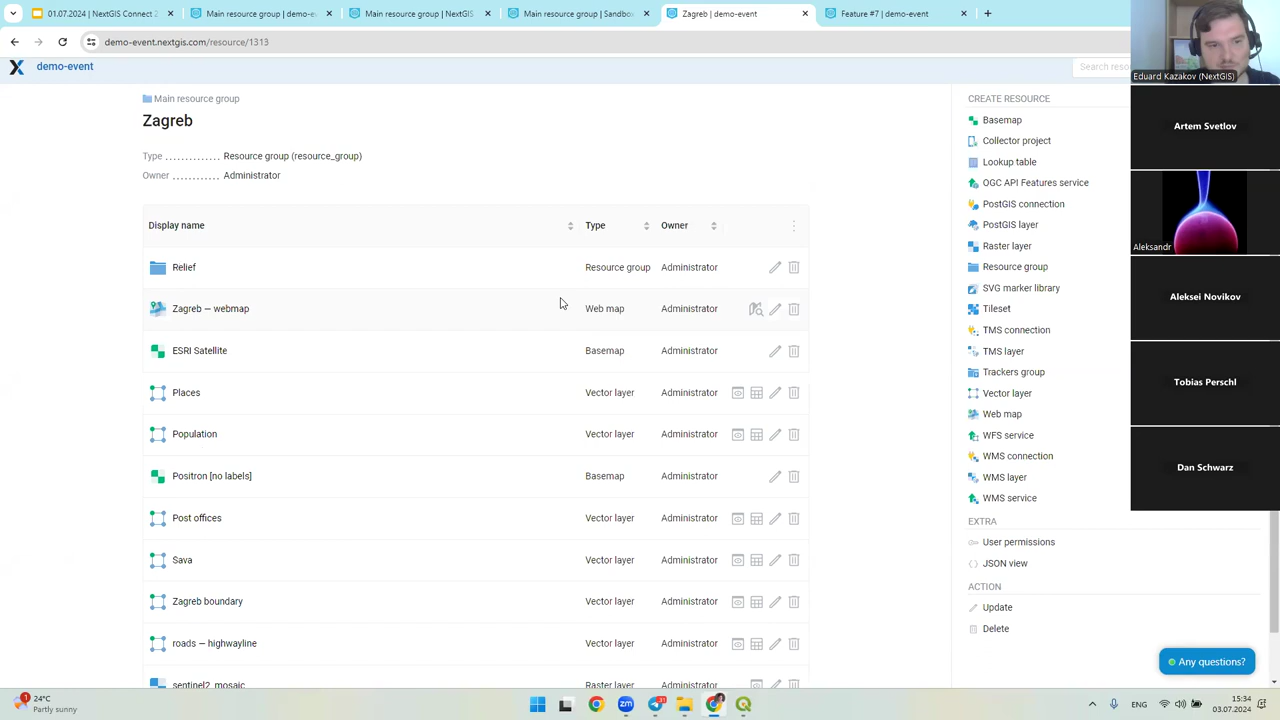 01.07.2024 | NextGIS Connect 2
Main resource group | demo-e
Main resource group | NextGIS
Main resource group | Sandbox
Zagreb | demo-event
Feature #7 | demo-event
demo-event.nextgis.com/resource/1313
demo-event
Search reso
Main resource group
Zagreb
Type ............. Resource group (resource_group)
Owner ............ Administrator
Display name Type Owner
Relief Resource group Administrator
Zagreb — webmap Web map Administrator
ESRI Satellite Basemap Administrator
Places Vector layer Administrator
Population Vector layer Administrator
Positron [no labels] Basemap Administrator
Post offices Vector layer Administrator
Sava Vector layer Administrator
Zagreb boundary Vector layer Administrator
roads — highwayline Vector layer Administrator
sentinel2_mosaic Raster layer Administrator
CREATE RESOURCE
Basemap
Collector project
Lookup table
OGC API Features service
PostGIS connection
PostGIS layer
Raster layer
Resource group
SVG marker library
Tileset
TMS connection
TMS layer
Trackers group
Vector layer
Web map
WFS service
WMS connection
WMS layer
WMS service
EXTRA
User permissions
JSON view
ACTION
Update
Delete
Any questions?
Eduard Kazakov (NextGIS)
Artem Svetlov
Aleksandr
Aleksei Novikov
Tobias Perschl
Dan Schwarz
1
24°C
Partly sunny
31
ENG
15:34
03.07.2024